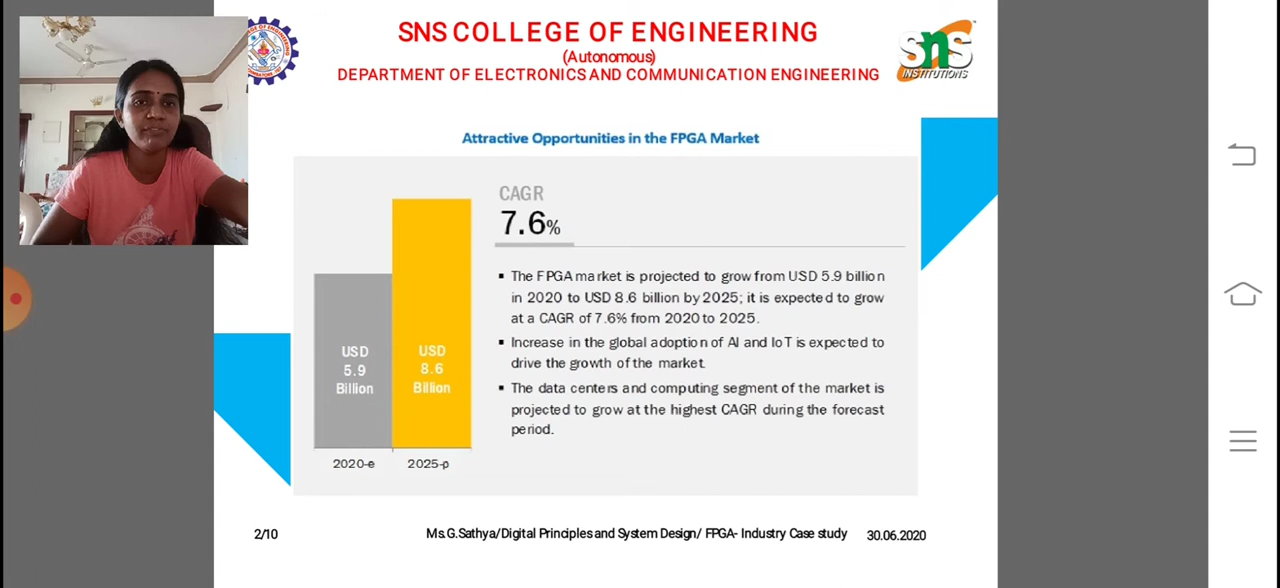 SNS COLLEGE OF ENGINEERING
(Autonomous)
DEPARTMENT OF ELECTRONICS AND COMMUNICATION ENGINEERING
sns
INSTITUTIONS
Attractive Opportunities in the FPGA Market
CAGR
7.6%
▪ The FPGA market is projected to grow from USD 5.9 billion
in 2020 to USD 8.6 billion by 2025; it is expected to grow
at a CAGR of 7.6% from 2020 to 2025.
▪ Increase in the global adoption of AI and IoT is expected to
drive the growth of the market.
▪ The data centers and computing segment of the market is
projected to grow at the highest CAGR during the forecast
period.
USD
5.9
Billion
USD
8.6
Billion
2020-e
2025-p
2/10
Ms.G.Sathya/Digital Principles and System Design/ FPGA- Industry Case study
30.06.2020